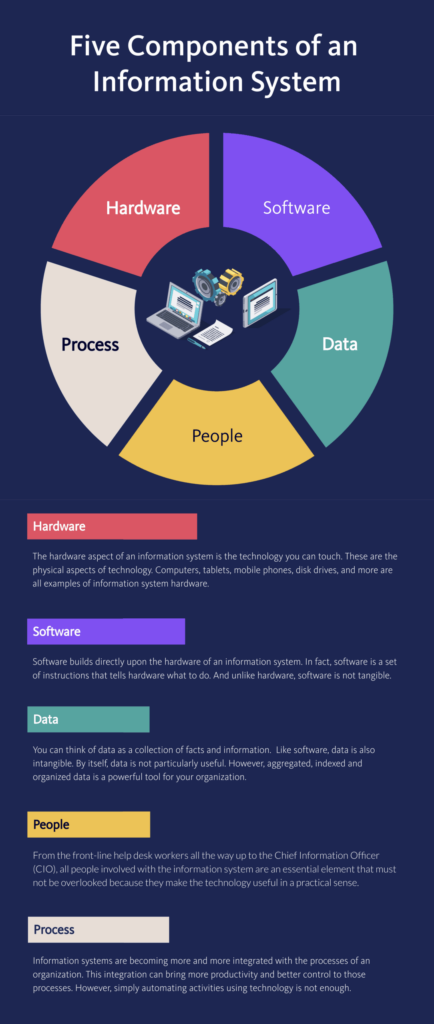 Five Components of an
Information System
Hardware
Software
Process
Data
People
Hardware
The hardware aspect of an information system is the technology you can touch. These are the
physical aspects of technology. Computers, tablets, mobile phones, disk drives, and more are
all examples of information system hardware.
Software
Software builds directly upon the hardware of an information system. In fact, software is a set
of instructions that tells hardware what to do. And unlike hardware, software is not tangible.
Data
You can think of data as a collection of facts and information. Like software, data is also
intangible. By itself, data is not particularly useful. However, aggregated, indexed and
organized data is a powerful tool for your organization.
People
From the front-line help desk workers all the way up to the Chief Information Officer
(CIO), all people involved with the information system are an essential element that must
not be overlooked because they make the technology useful in a practical sense.
Process
Information systems are becoming more and more integrated with the processes of an
organization. This integration can bring more productivity and better control to those
processes. However, simply automating activities using technology is not enough.